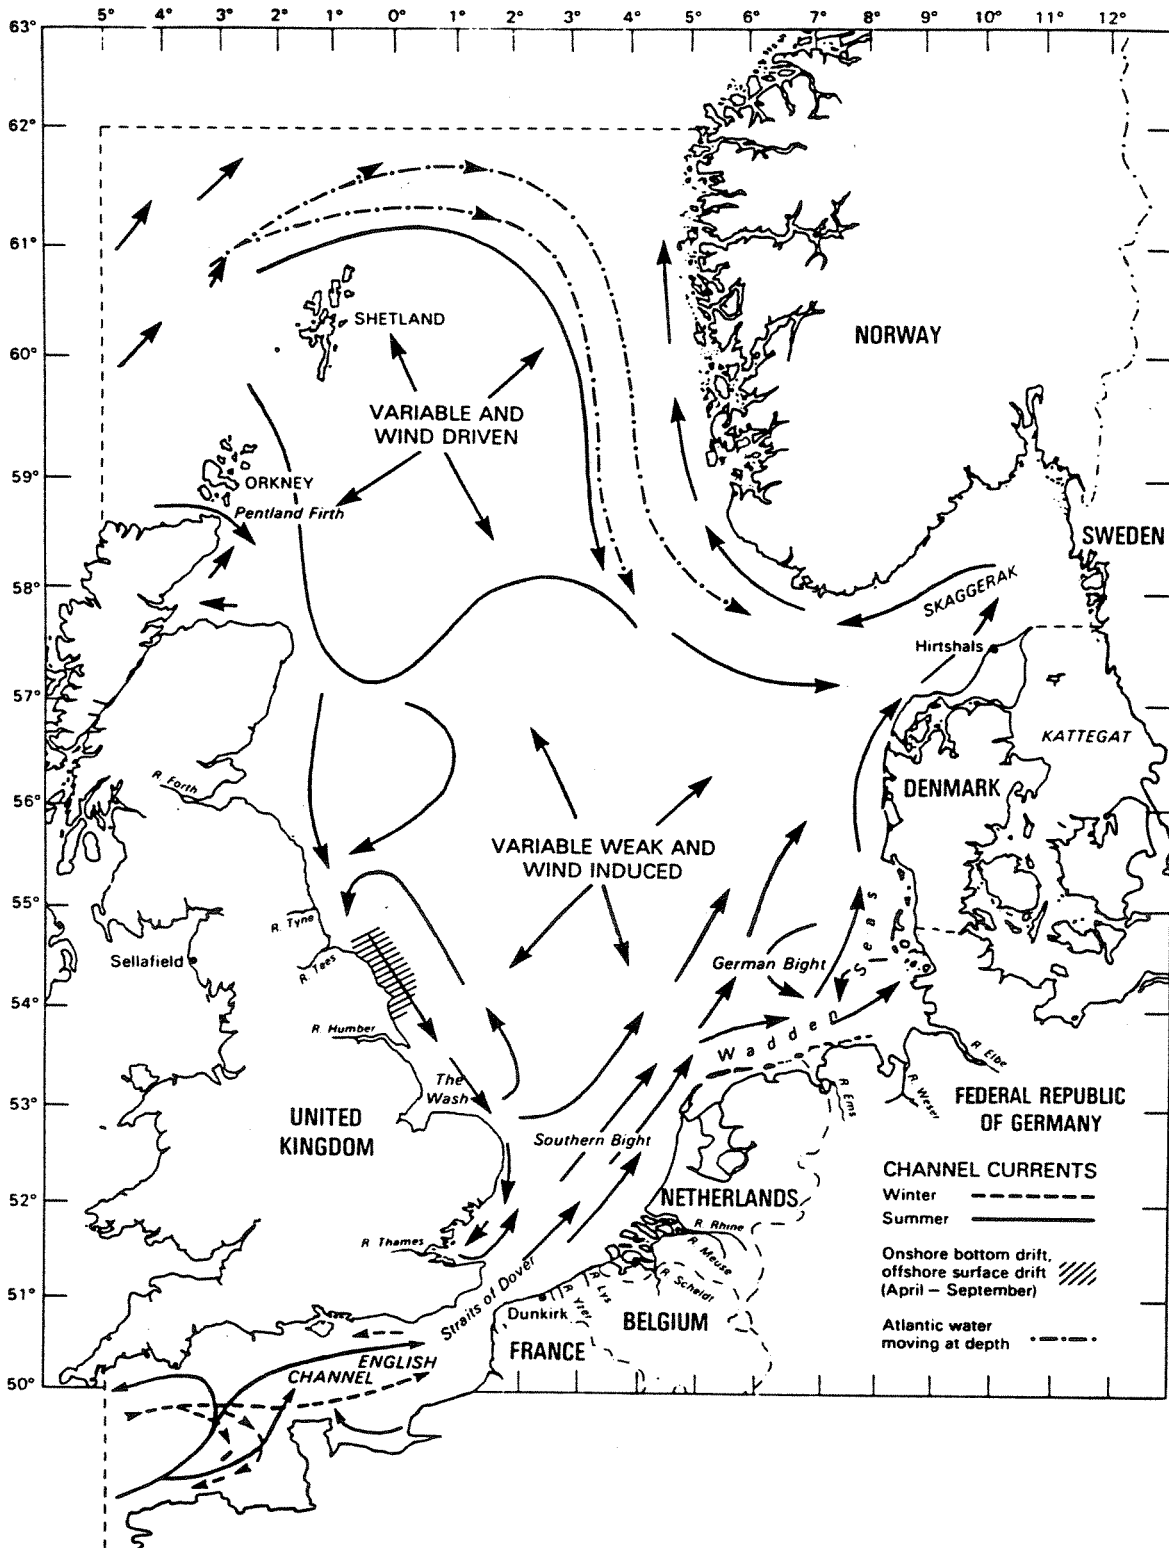 5° 4° 3° 2° 1° 0° 1° 2° 3° 4° 5° 6° 7° 8° 9° 10° 11° 12°
63°
62°
61°
60°
59°
58°
57°
56°
55°
54°
53°
52°
51°
50°
SHETLAND
NORWAY
VARIABLE AND
WIND DRIVEN
ORKNEY
Pentland Firth
SWEDEN
SKAGGERAK
Hirtshals
KATTEGAT
R. Forth
DENMARK
VARIABLE WEAK AND
WIND INDUCED
R. Tyne
Sellafield
R. Tees
German Bight
Wadden Seas
R. Humber
R. Elbe
The
Wash
R. Ems
R. Weser
FEDERAL REPUBLIC
OF GERMANY
UNITED
KINGDOM
Southern Bight
NETHERLANDS
R. Rhine
R. Meuse
R. Scheldt
R. Thames
Straits of Dover
R. Lys
R. Yzer
Dunkirk
BELGIUM
FRANCE
ENGLISH
CHANNEL
CHANNEL CURRENTS
Winter
Summer
Onshore bottom drift,
offshore surface drift
(April – September)
Atlantic water
moving at depth